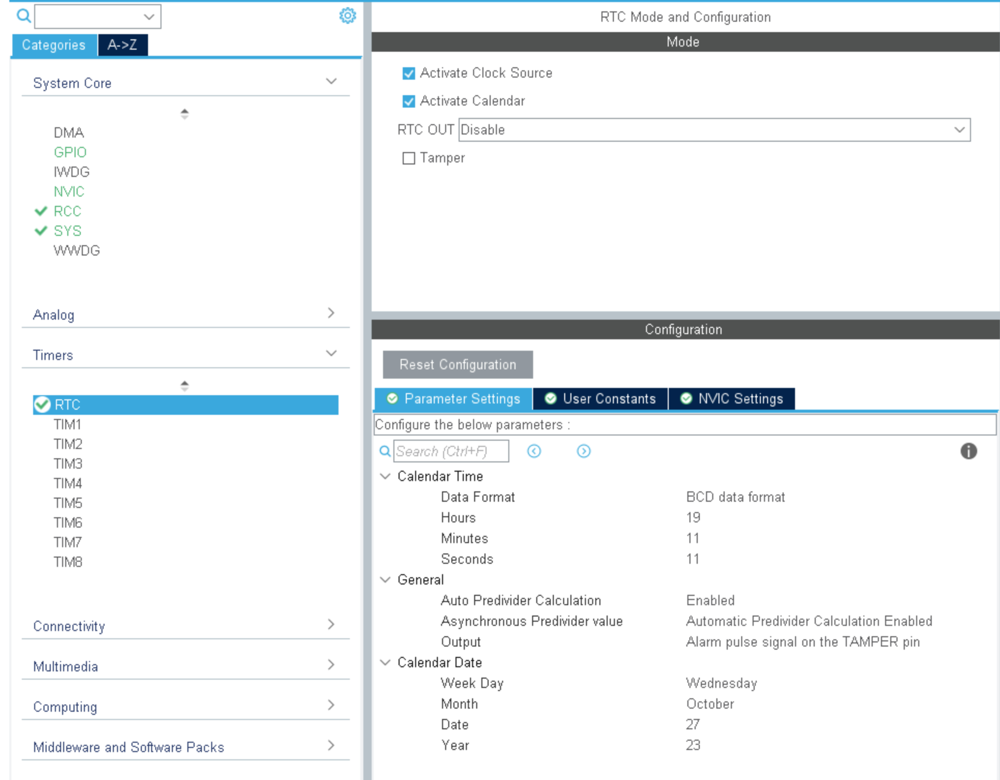 Categories
A->Z
System Core
DMA
GPIO
IWDG
NVIC
RCC
SYS
WWDG
Analog
Timers
RTC
TIM1
TIM2
TIM3
TIM4
TIM5
TIM6
TIM7
TIM8
Connectivity
Multimedia
Computing
Middleware and Software Packs
RTC Mode and Configuration
Mode
Activate Clock Source
Activate Calendar
RTC OUT Disable
Tamper
Configuration
Reset Configuration
Parameter Settings
User Constants
NVIC Settings
Configure the below parameters :
Search (Ctrl+F)
Calendar Time
Data Format BCD data format
Hours 19
Minutes 11
Seconds 11
General
Auto Predivider Calculation Enabled
Asynchronous Predivider value Automatic Predivider Calculation Enabled
Output Alarm pulse signal on the TAMPER pin
Calendar Date
Week Day Wednesday
Month October
Date 27
Year 23